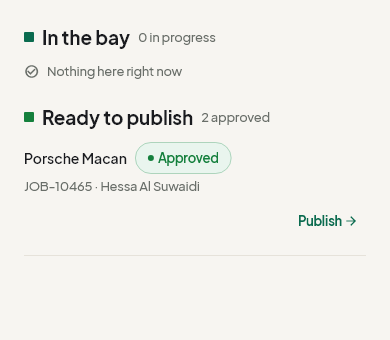 In the bay 0 in progress
Nothing here right now
Ready to publish 2 approved
Porsche Macan Approved
JOB-10465 · Hessa Al Suwaidi
Publish →